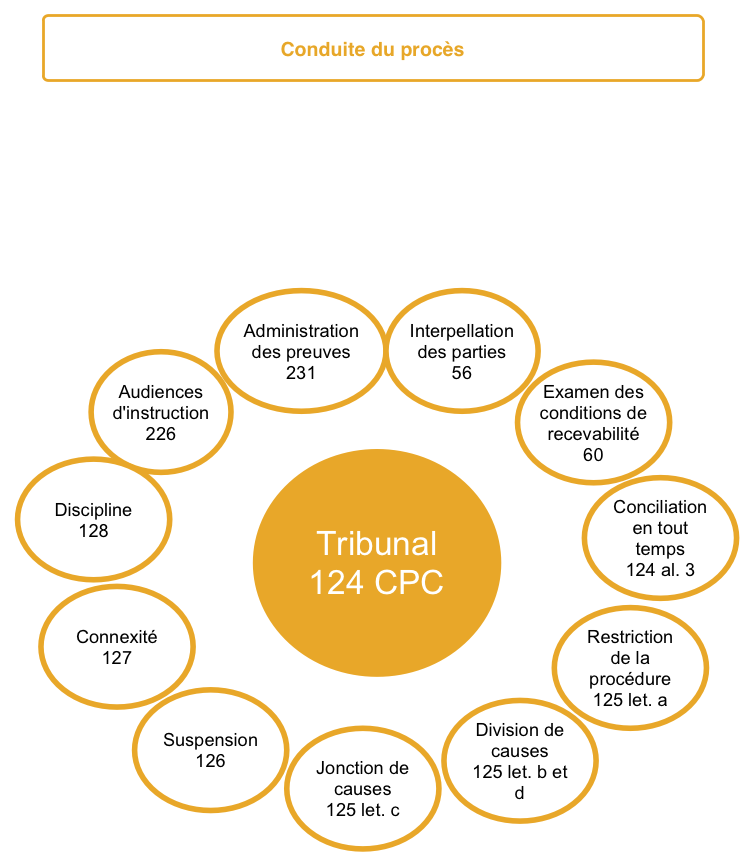 Conduite du procès
Administration
des preuves
231
Interpellation
des parties
56
Examen des
conditions de
recevabilité
60
Conciliation
en tout
temps
124 al. 3
Restriction
de la
procédure
125 let. a
Division de
causes
125 let. b et
d
Jonction de
causes
125 let. c
Suspension
126
Connexité
127
Discipline
128
Audiences
d'instruction
226
Tribunal
124 CPC